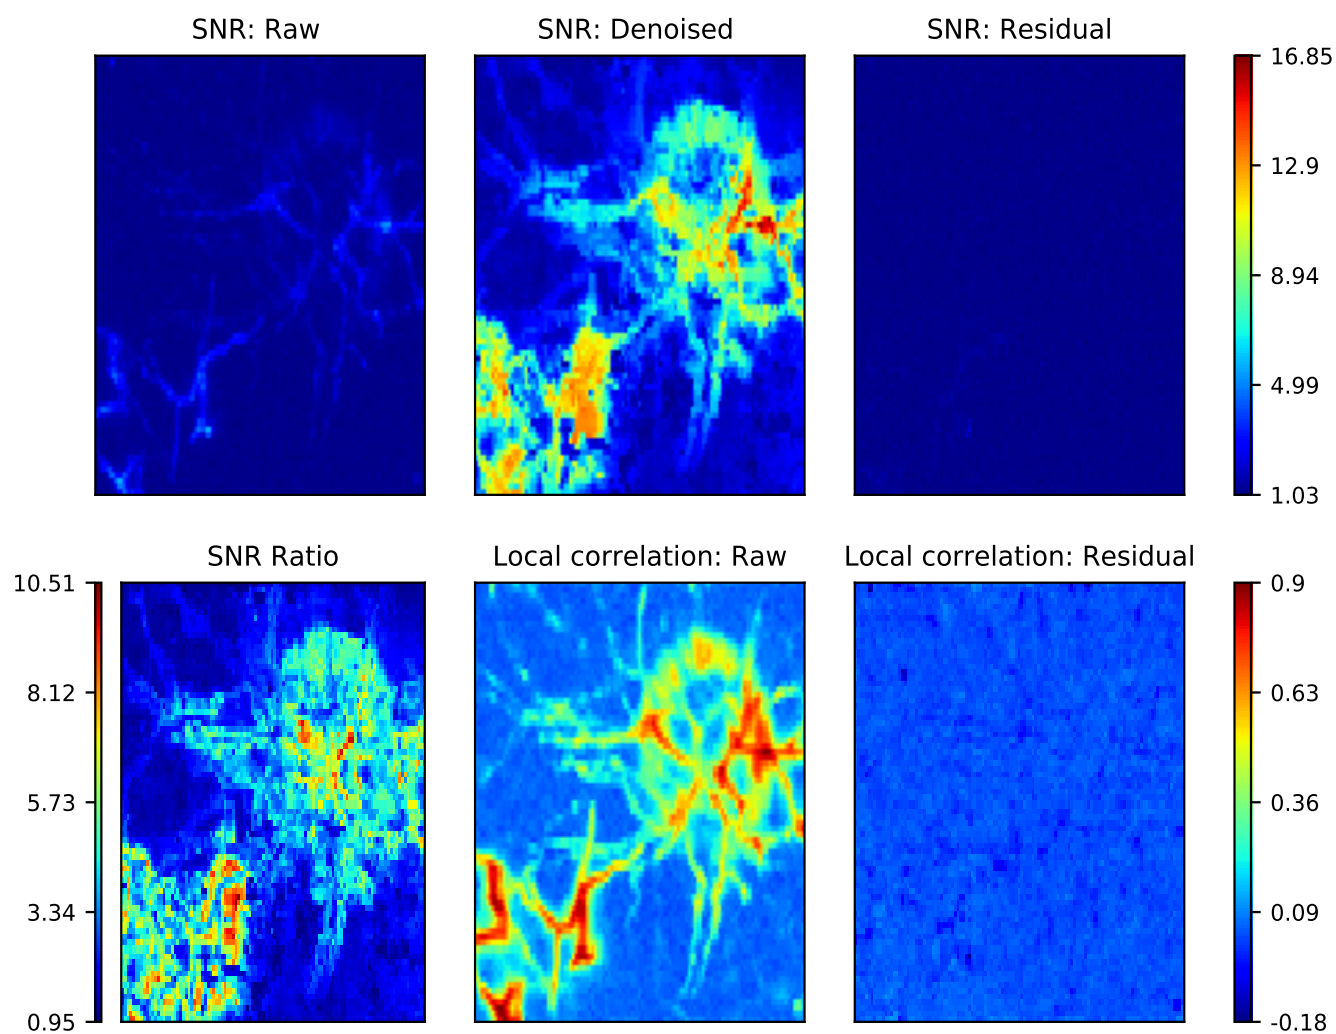 SNR: Raw
SNR: Denoised
SNR: Residual
16.85
12.9
8.94
4.99
1.03
SNR Ratio
Local correlation: Raw
Local correlation: Residual
10.51
8.12
5.73
3.34
0.95
0.9
0.63
0.36
0.09
-0.18